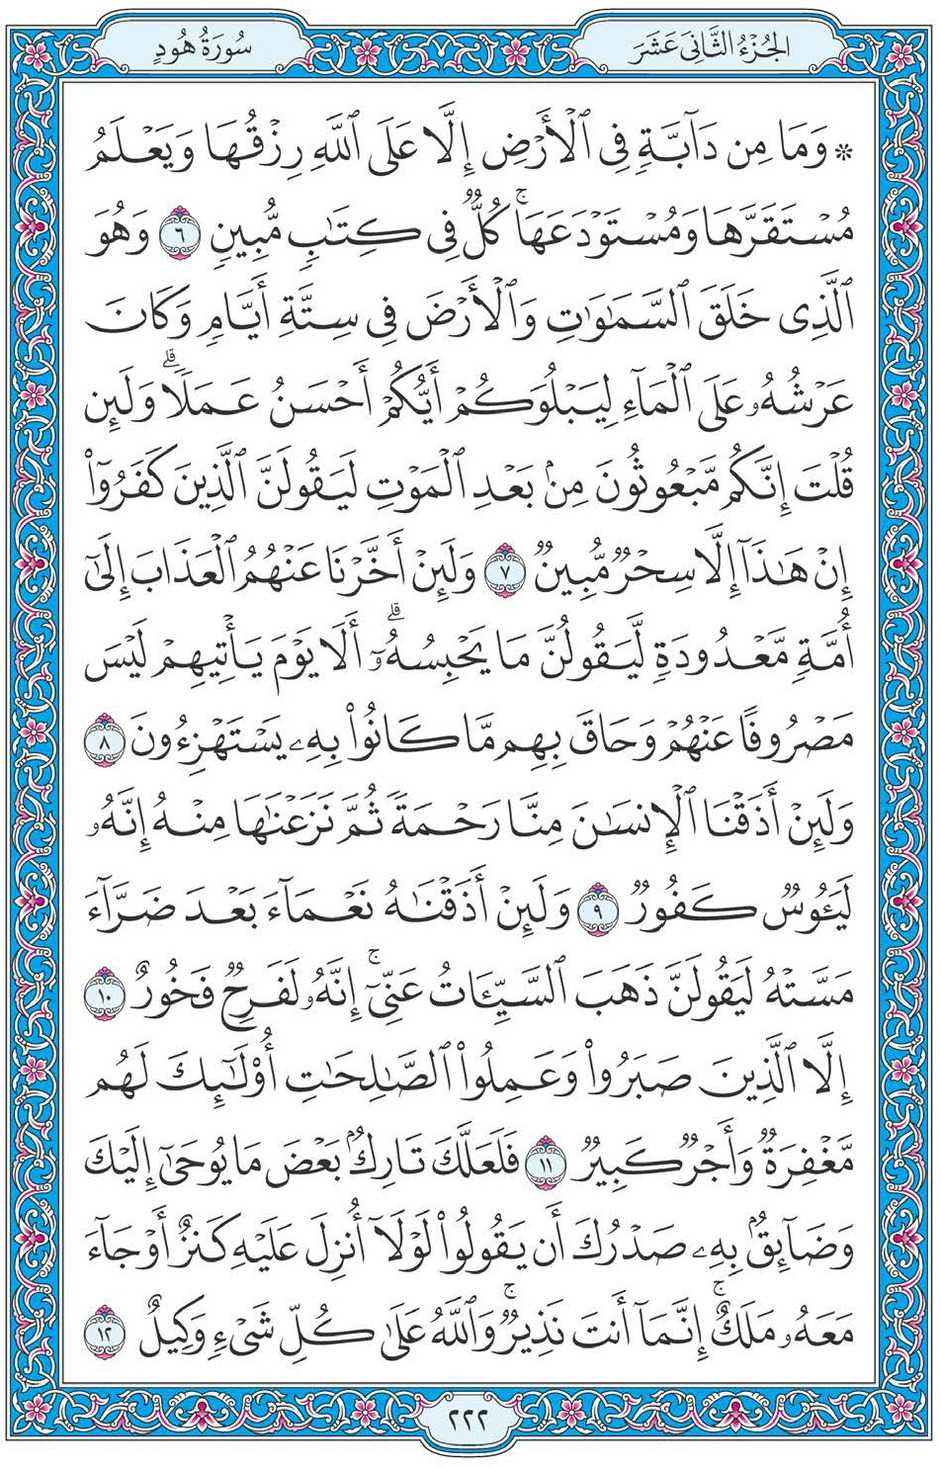 الجُزْءُ الثَّانِيَ عَشَرَ
سُورَةُ هُودٍ
۞ وَمَا مِن دَآبَّةٖ فِي ٱلۡأَرۡضِ إِلَّا عَلَى ٱللَّهِ رِزۡقُهَا وَيَعۡلَمُ
مُسۡتَقَرَّهَا وَمُسۡتَوۡدَعَهَاۚ كُلّٞ فِي كِتَٰبٖ مُّبِينٖ ٦ وَهُوَ
ٱلَّذِي خَلَقَ ٱلسَّمَٰوَٰتِ وَٱلۡأَرۡضَ فِي سِتَّةِ أَيَّامٖ وَكَانَ
عَرۡشُهُۥ عَلَى ٱلۡمَآءِ لِيَبۡلُوَكُمۡ أَيُّكُمۡ أَحۡسَنُ عَمَلٗاۗ وَلَئِن
قُلۡتَ إِنَّكُم مَّبۡعُوثُونَ مِنۢ بَعۡدِ ٱلۡمَوۡتِ لَيَقُولَنَّ ٱلَّذِينَ كَفَرُوٓاْ
إِنۡ هَٰذَآ إِلَّا سِحۡرٞ مُّبِينٞ ٧ وَلَئِنۡ أَخَّرۡنَا عَنۡهُمُ ٱلۡعَذَابَ إِلَىٰٓ
أُمَّةٖ مَّعۡدُودَةٖ لَّيَقُولُنَّ مَا يَحۡبِسُهُۥٓۗ أَلَا يَوۡمَ يَأۡتِيهِمۡ لَيۡسَ
مَصۡرُوفًا عَنۡهُمۡ وَحَاقَ بِهِم مَّا كَانُواْ بِهِۦ يَسۡتَهۡزِءُونَ ٨
وَلَئِنۡ أَذَقۡنَا ٱلۡإِنسَٰنَ مِنَّا رَحۡمَةٗ ثُمَّ نَزَعۡنَٰهَا مِنۡهُ إِنَّهُۥ
لَيَـُٔوسٞ كَفُورٞ ٩ وَلَئِنۡ أَذَقۡنَٰهُ نَعۡمَآءَ بَعۡدَ ضَرَّآءَ
مَسَّتۡهُ لَيَقُولَنَّ ذَهَبَ ٱلسَّيِّـَٔاتُ عَنِّيٓۚ إِنَّهُۥ لَفَرِحٞ فَخُورٌ ١٠
إِلَّا ٱلَّذِينَ صَبَرُواْ وَعَمِلُواْ ٱلصَّٰلِحَٰتِ أُوْلَٰٓئِكَ لَهُم
مَّغۡفِرَةٞ وَأَجۡرٞ كَبِيرٞ ١١ فَلَعَلَّكَ تَارِكُۢ بَعۡضَ مَا يُوحَىٰٓ إِلَيۡكَ
وَضَآئِقُۢ بِهِۦ صَدۡرُكَ أَن يَقُولُواْ لَوۡلَآ أُنزِلَ عَلَيۡهِ كَنزٌ أَوۡ جَآءَ
مَعَهُۥ مَلَكٌۚ إِنَّمَآ أَنتَ نَذِيرٞۚ وَٱللَّهُ عَلَىٰ كُلِّ شَيۡءٖ وَكِيلٌ ١٢
٢٢٢